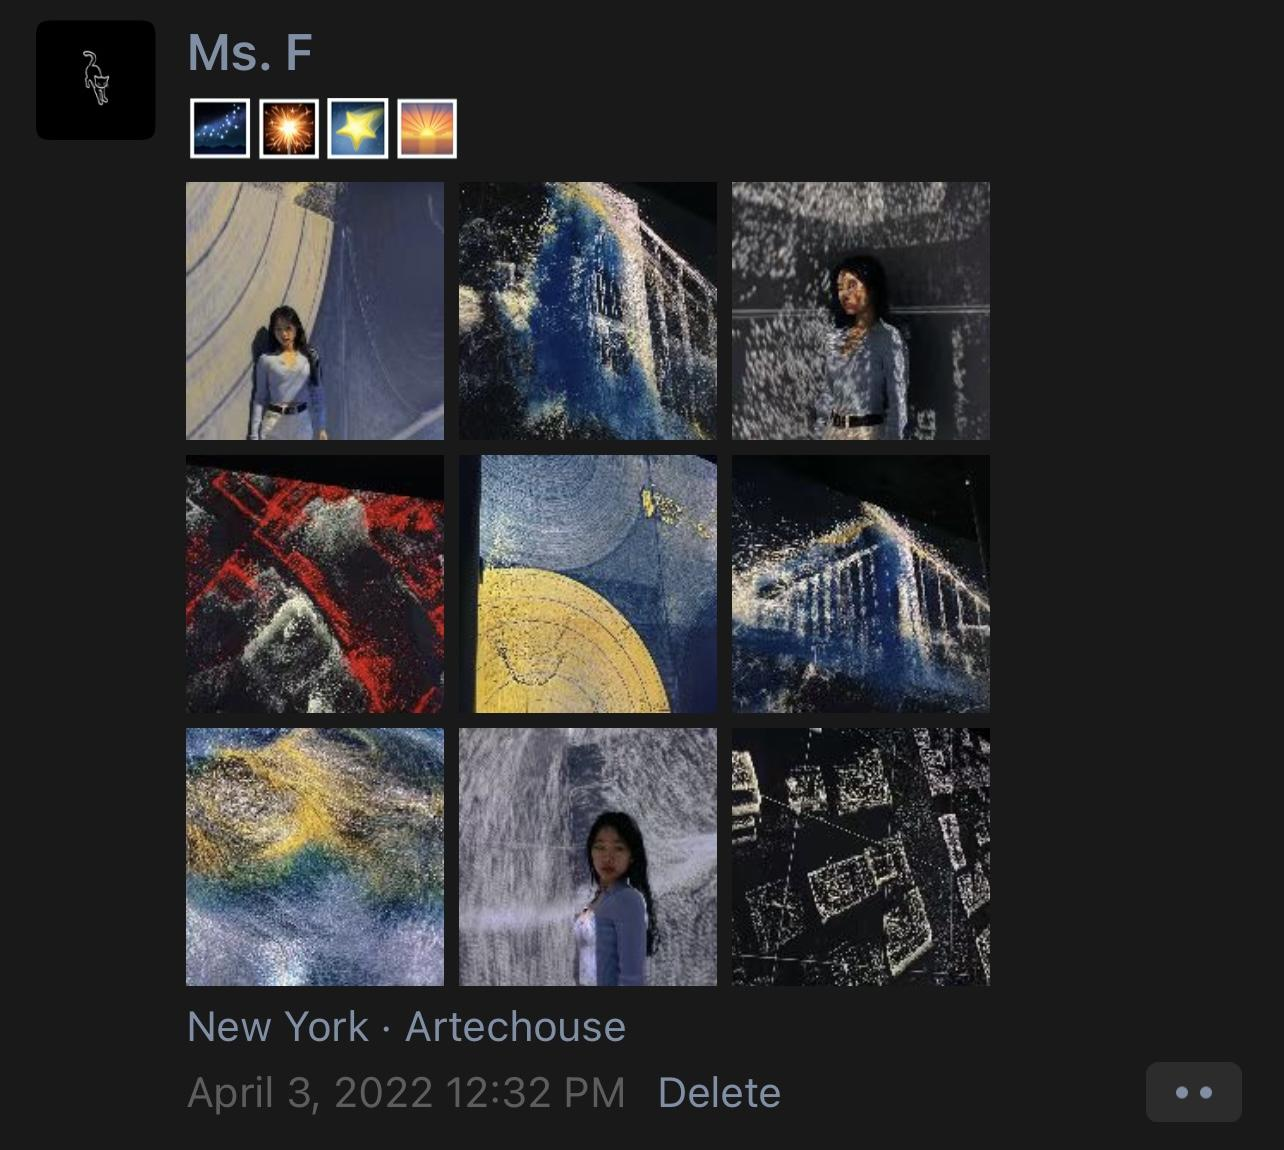 Ms. F
New York · Artechouse
April 3, 2022 12:32 PM Delete